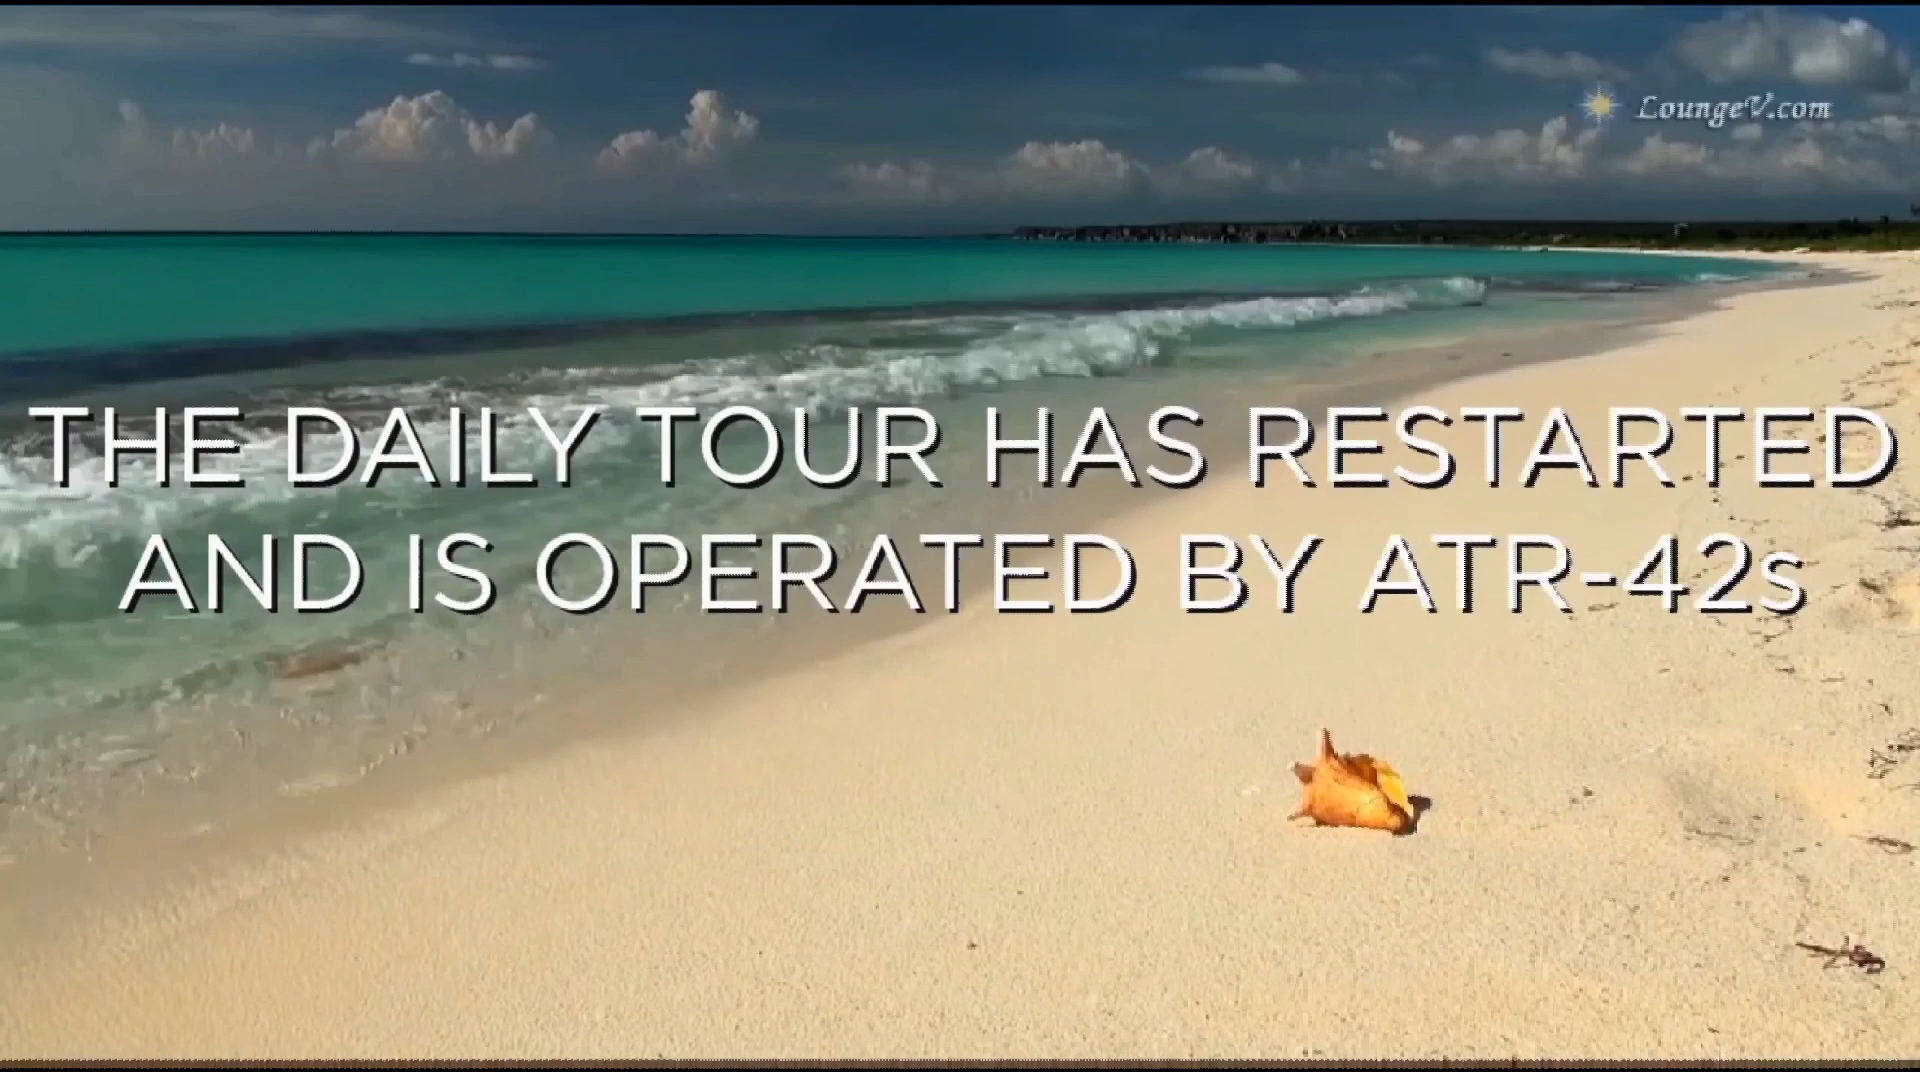 LoungeV.com
THE DAILY TOUR HAS RESTARTED
AND IS OPERATED BY ATR-42s